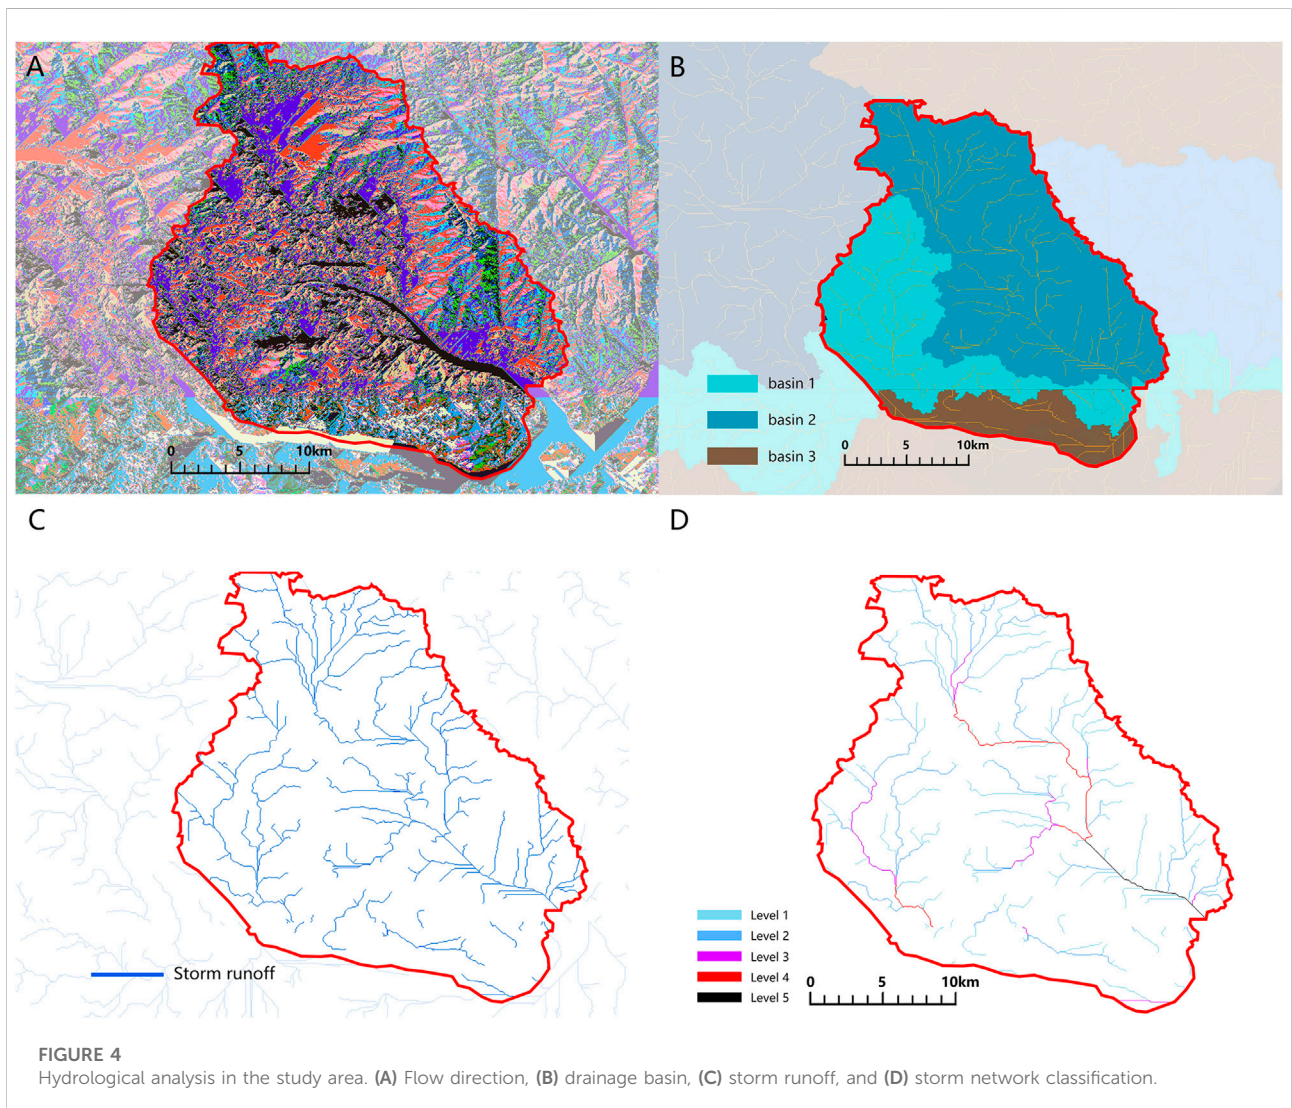 A
0 5 10km
B
basin 1
basin 2
basin 3
0 5 10km
C
Storm runoff
D
Level 1
Level 2
Level 3
Level 4
Level 5
0 5 10km
FIGURE 4
Hydrological analysis in the study area. (A) Flow direction, (B) drainage basin, (C) storm runoff, and (D) storm network classification.